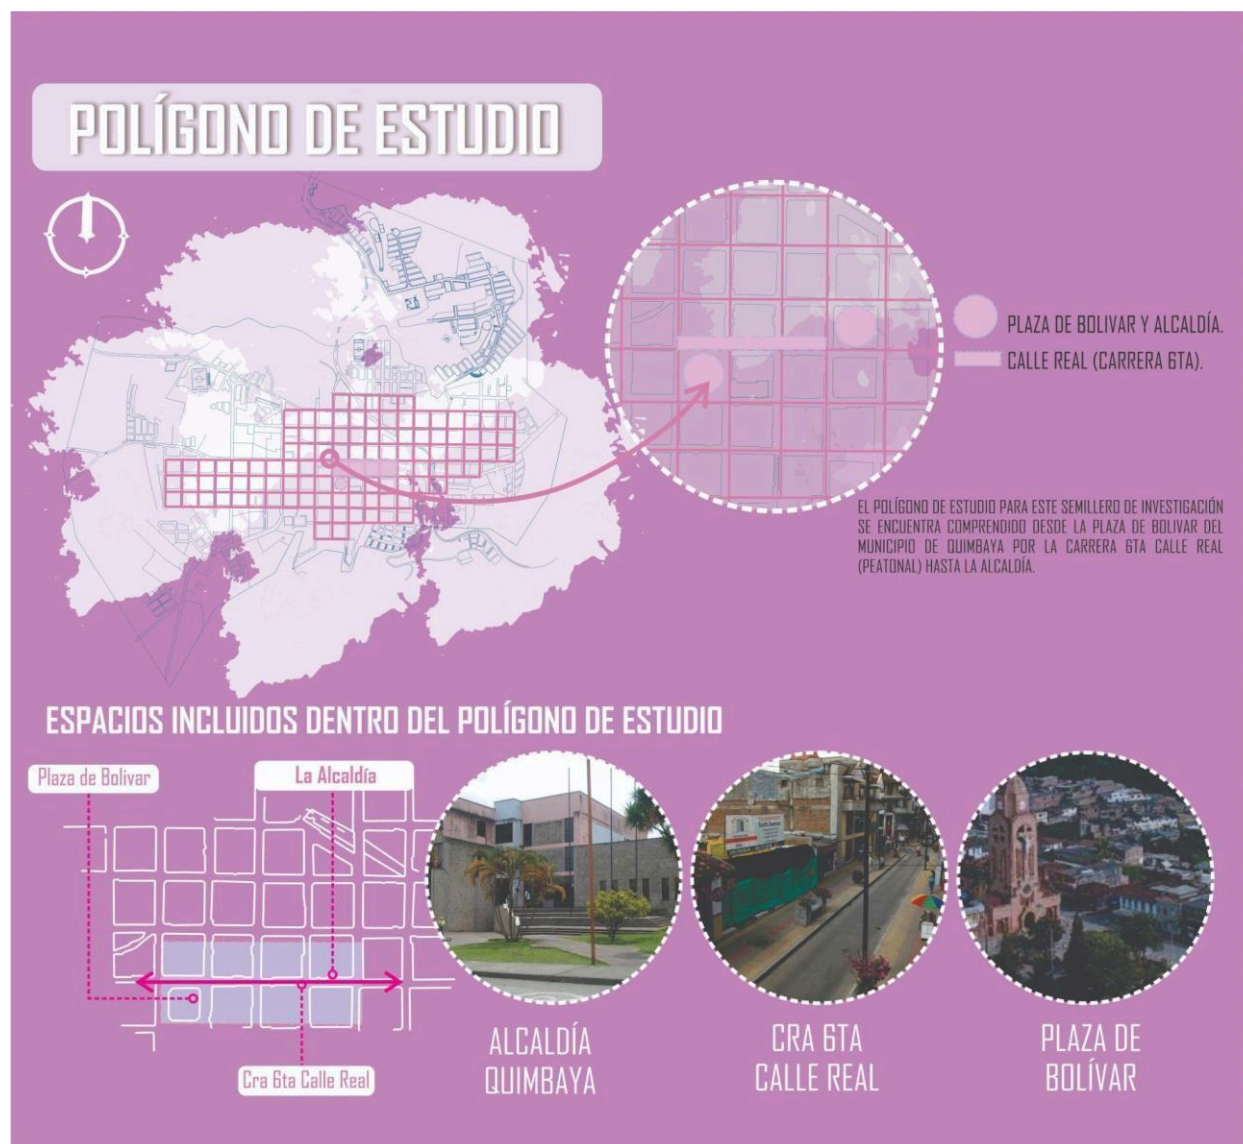 POLÍGONO DE ESTUDIO
PLAZA DE BOLIVAR Y ALCALDÍA.
CALLE REAL (CARRERA 6TA).
EL POLÍGONO DE ESTUDIO PARA ESTE SEMILLERO DE INVESTIGACIÓN
SE ENCUENTRA COMPRENDIDO DESDE LA PLAZA DE BOLIVAR DEL
MUNICIPIO DE QUIMBAYA POR LA CARRERA 6TA CALLE REAL
(PEATONAL) HASTA LA ALCALDÍA.
ESPACIOS INCLUIDOS DENTRO DEL POLÍGONO DE ESTUDIO
Plaza de Bolivar
La Alcaldía
Cra 6ta Calle Real
ALCALDÍA
QUIMBAYA
CRA 6TA
CALLE REAL
PLAZA DE
BOLÍVAR